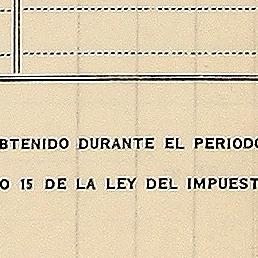 BTENIDO DURANTE EL PERIODO
O 15 DE LA LEY DEL IMPUEST